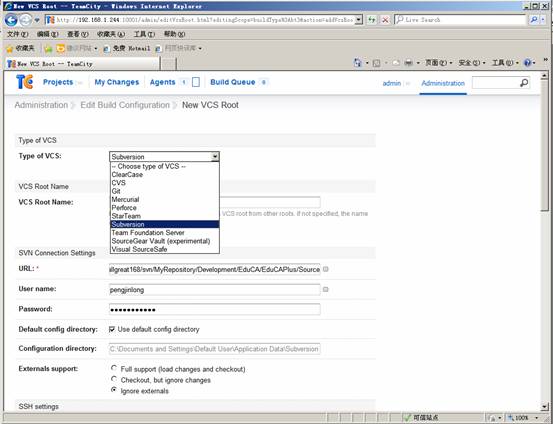 New VCS Root -- TeamCity - Windows Internet Explorer
http://192.168.1.244:10001/admin/editVcsRoot.html?editingScope=buildType%3Abt3&action=addVcsRoo
Live Search
文件(F) 编辑(E) 查看(V) 收藏夹(A) 工具(T) 帮助(H)
收藏夹 建议网站 免费 Hotmail 网页快讯库
New VCS Root -- TeamCity
页面(P) 安全(S) 工具(O)
TC Projects My Changes Agents 1 Build Queue 0 admin Administration
Administration Edit Build Configuration New VCS Root
Type of VCS
Type of VCS: Subversion
-- Choose type of VCS --
ClearCase
CVS
Git
Mercurial
Perforce
StarTeam
Subversion
Team Foundation Server
SourceGear Vault (experimental)
Visual SourceSafe
VCS Root Name
VCS Root Name:
VCS root from other roots. if not specified, the name
SVN Connection Settings
URL: * illgreat168/svn/MyRepository/Development/EduCA/EduCAPlus/Source
User name: pengjinlong
Password: ●●●●●●●●●●●
Default config directory: Use default config directory
Configuration directory: C:\Documents and Settings\Default User\Application Data\Subversion
Externals support: Full support (load changes and checkout)
Checkout, but ignore changes
Ignore externals
SSH settings
可信站点 100%